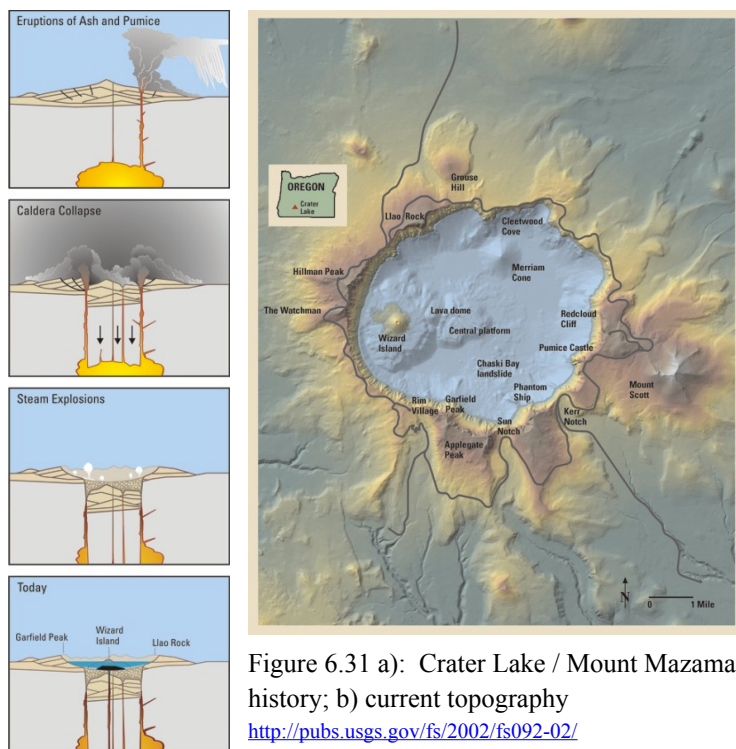 Eruptions of Ash and Pumice
Caldera Collapse
Steam Explosions
Today
Garfield Peak
Wizard
Island
Llao Rock
OREGON
Crater
Lake
Grouse
Hill
Llao Rock
Cleetwood
Cove
Hillman Peak
Merriam
Cone
The Watchman
Lava dome
Redcloud
Cliff
Wizard
Island
Central platform
Pumice Castle
Chaski Bay
landslide
Mount
Scott
Phantom
Ship
Rim
Village
Garfield
Peak
Kerr
Notch
Sun
Notch
Applegate
Peak
N
0 1 Mile
Figure 6.31 a): Crater Lake / Mount Mazama
history; b) current topography
http://pubs.usgs.gov/fs/2002/fs092-02/